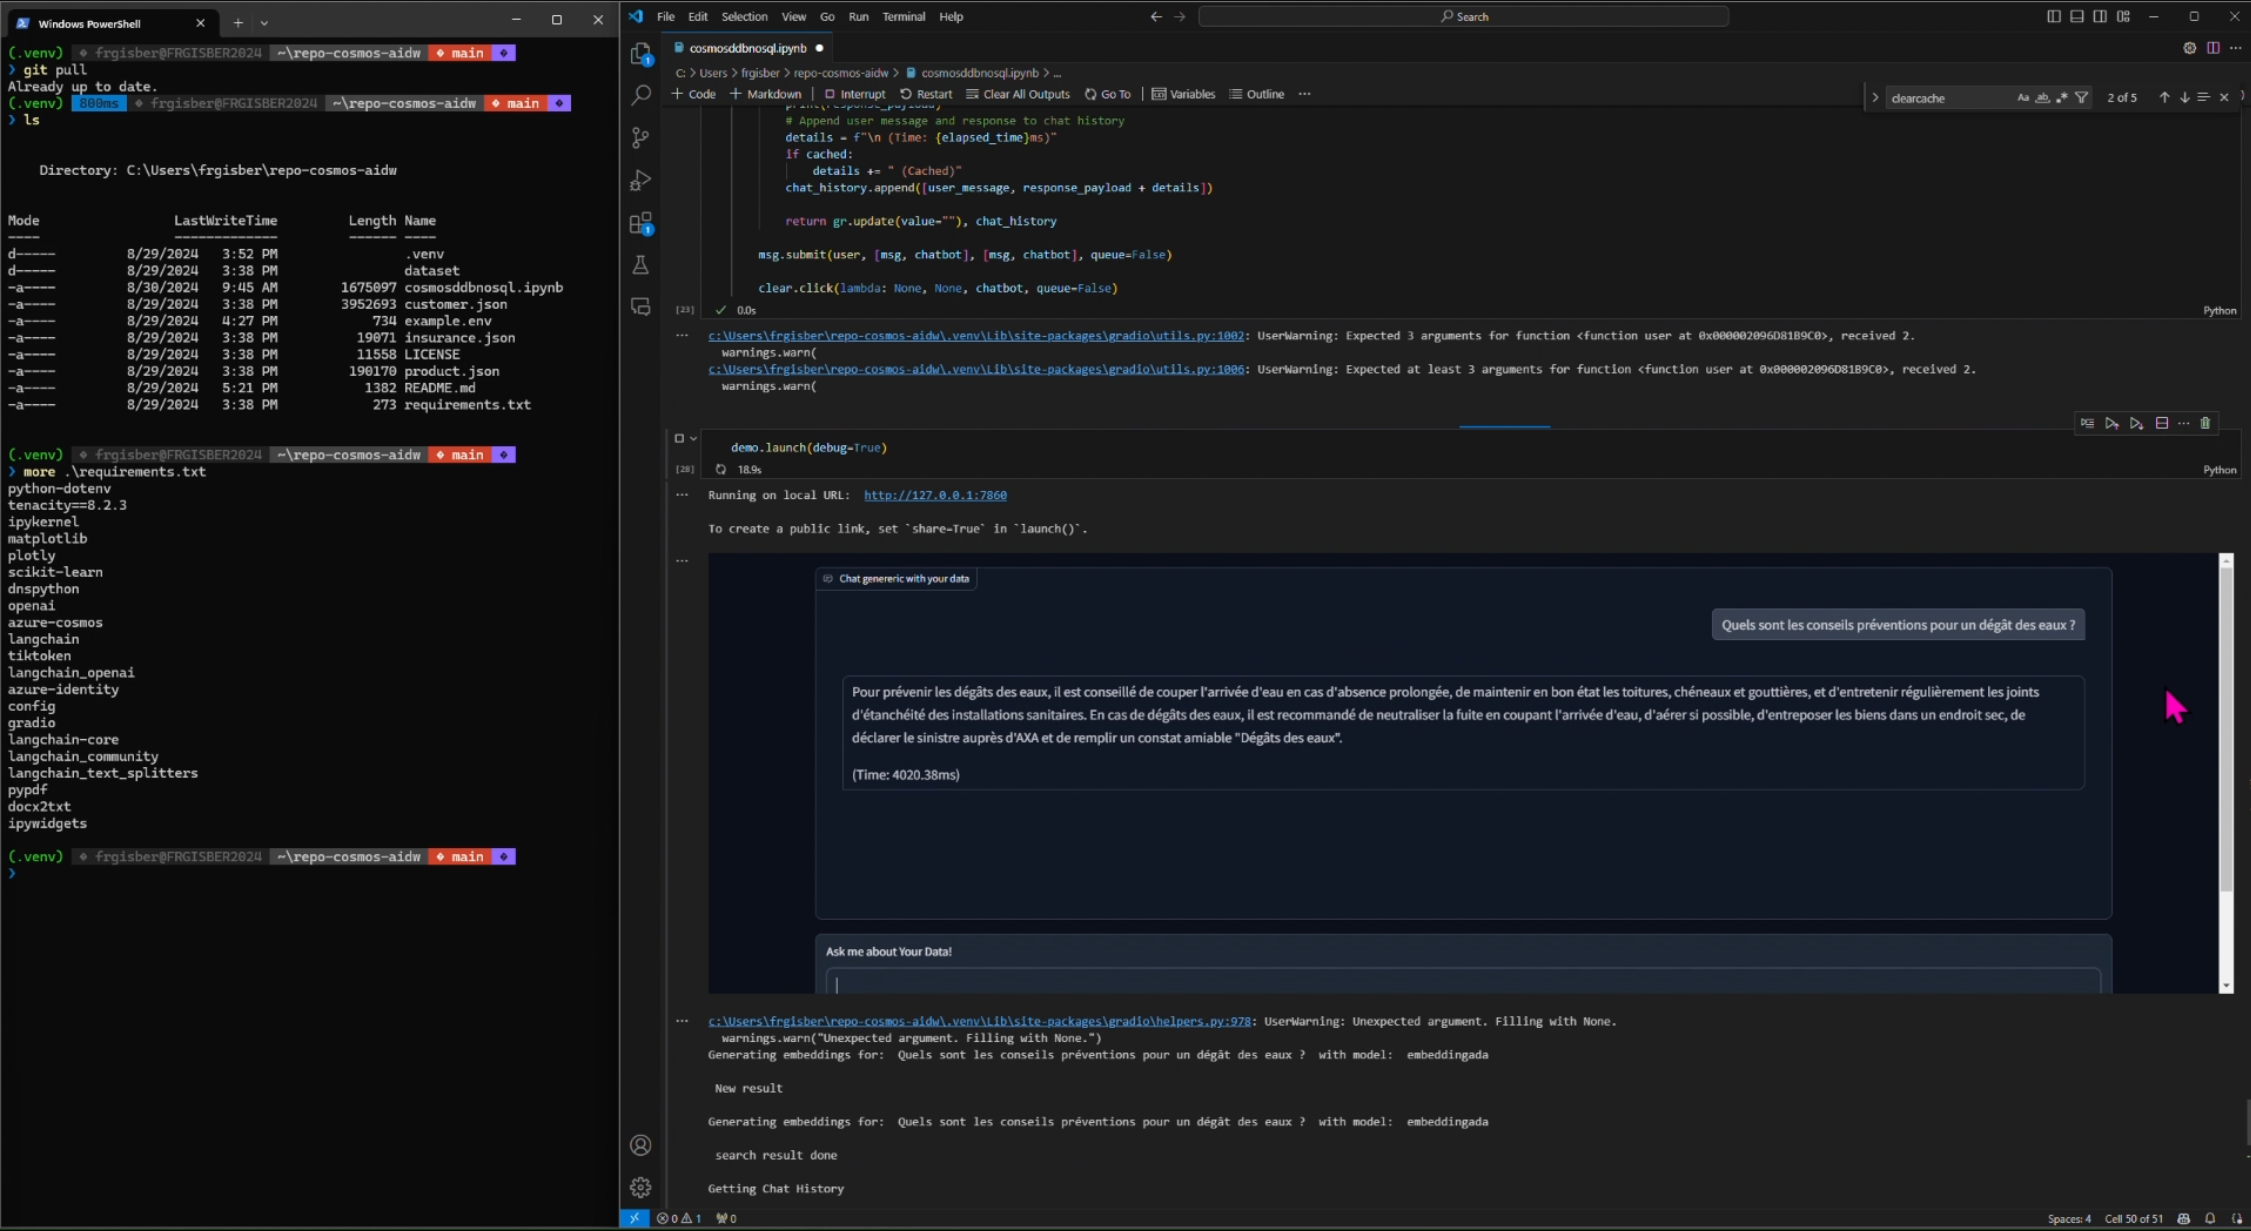 Windows PowerShell
(.venv) frgisber@FRGISBER2024 ~\repo-cosmos-aidw main
❯ git pull
Already up to date.
(.venv) 800ms frgisber@FRGISBER2024 ~\repo-cosmos-aidw main
❯ ls
Directory: C:\Users\frgisber\repo-cosmos-aidw
Mode LastWriteTime Length Name
---- ------------- ------ ----
d----- 8/29/2024 3:52 PM .venv
d----- 8/29/2024 3:38 PM dataset
-a---- 8/30/2024 9:45 AM 1675097 cosmosddbnosql.ipynb
-a---- 8/29/2024 3:38 PM 3952693 customer.json
-a---- 8/29/2024 4:27 PM 734 example.env
-a---- 8/29/2024 3:38 PM 19071 insurance.json
-a---- 8/29/2024 3:38 PM 11558 LICENSE
-a---- 8/29/2024 3:38 PM 190170 product.json
-a---- 8/29/2024 5:21 PM 1382 README.md
-a---- 8/29/2024 3:38 PM 273 requirements.txt
(.venv) frgisber@FRGISBER2024 ~\repo-cosmos-aidw main
❯ more .\requirements.txt
python-dotenv
tenacity==8.2.3
ipykernel
matplotlib
plotly
scikit-learn
dnspython
openai
azure-cosmos
langchain
tiktoken
langchain_openai
azure-identity
config
gradio
langchain-core
langchain_community
langchain_text_splitters
pypdf
docx2txt
ipywidgets
(.venv) frgisber@FRGISBER2024 ~\repo-cosmos-aidw main
❯
File Edit Selection View Go Run Terminal Help
Search
cosmosddbnosql.ipynb
C: > Users > frgisber > repo-cosmos-aidw > cosmosddbnosql.ipynb > ...
+ Code + Markdown | Interrupt Restart Clear All Outputs Go To | Variables Outline ...
clearcache Aa ab 2 of 5
print(response_payload)
# Append user message and response to chat history
details = f"\n (Time: {elapsed_time}ms)"
if cached:
details += " (Cached)"
chat_history.append([user_message, response_payload + details])
return gr.update(value=""), chat_history
msg.submit(user, [msg, chatbot], [msg, chatbot], queue=False)
clear.click(lambda: None, None, chatbot, queue=False)
[23] 0.0s Python
c:\Users\frgisber\repo-cosmos-aidw\.venv\Lib\site-packages\gradio\utils.py:1002: UserWarning: Expected 3 arguments for function <function user at 0x000002096D81B9C0>, received 2.
warnings.warn(
c:\Users\frgisber\repo-cosmos-aidw\.venv\Lib\site-packages\gradio\utils.py:1006: UserWarning: Expected at least 3 arguments for function <function user at 0x000002096D81B9C0>, received 2.
warnings.warn(
demo.launch(debug=True)
[28] 18.9s Python
Running on local URL: http://127.0.0.1:7860
To create a public link, set `share=True` in `launch()`.
Chat genereric with your data
Quels sont les conseils préventions pour un dégât des eaux ?
Pour prévenir les dégâts des eaux, il est conseillé de couper l'arrivée d'eau en cas d'absence prolongée, de maintenir en bon état les toitures, chéneaux et gouttières, et d'entretenir régulièrement les joints
d'étanchéité des installations sanitaires. En cas de dégâts des eaux, il est recommandé de neutraliser la fuite en coupant l'arrivée d'eau, d'aérer si possible, d'entreposer les biens dans un endroit sec, de
déclarer le sinistre auprès d'AXA et de remplir un constat amiable "Dégâts des eaux".
(Time: 4020.38ms)
Ask me about Your Data!
c:\Users\frgisber\repo-cosmos-aidw\.venv\Lib\site-packages\gradio\helpers.py:978: UserWarning: Unexpected argument. Filling with None.
warnings.warn("Unexpected argument. Filling with None.")
Generating embeddings for: Quels sont les conseils préventions pour un dégât des eaux ? with model: embeddingada
New result
Generating embeddings for: Quels sont les conseils préventions pour un dégât des eaux ? with model: embeddingada
search result done
Getting Chat History
0 1 0
Spaces: 4 Cell 50 of 51